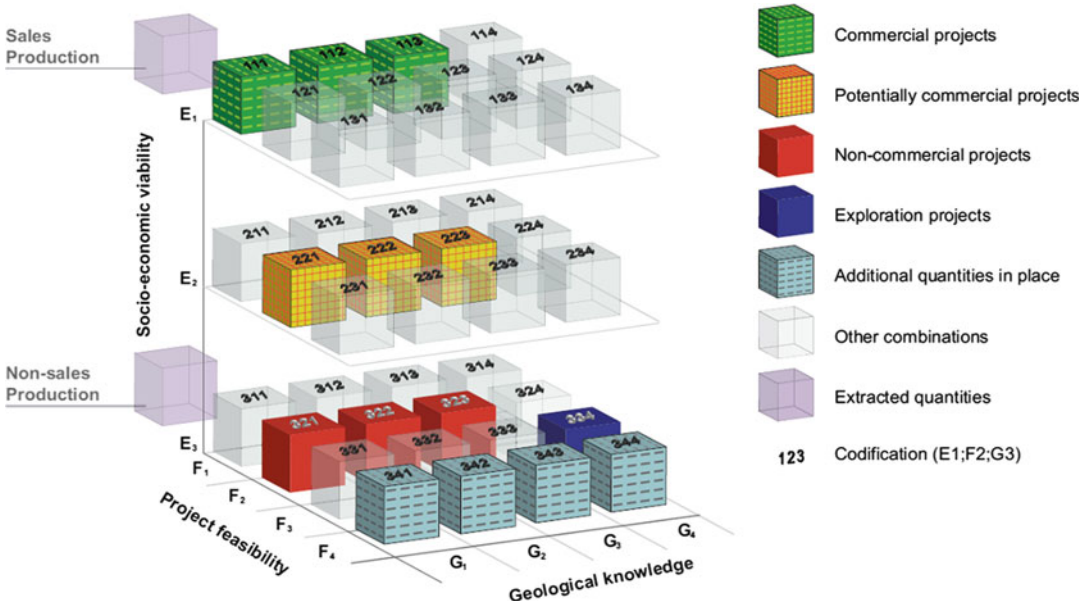 Sales
Production
Non-sales
Production
Socio-economic viability
E1
E2
E3
111
112
113
114
121
122
123
124
131
132
133
134
211
212
213
214
221
222
223
224
231
232
233
234
311
312
313
314
321
322
323
324
331
332
333
334
341
342
343
344
F1
F2
F3
F4
Project feasibility
G1
G2
G3
G4
Geological knowledge
Commercial projects
Potentially commercial projects
Non-commercial projects
Exploration projects
Additional quantities in place
Other combinations
Extracted quantities
123 Codification (E1;F2;G3)